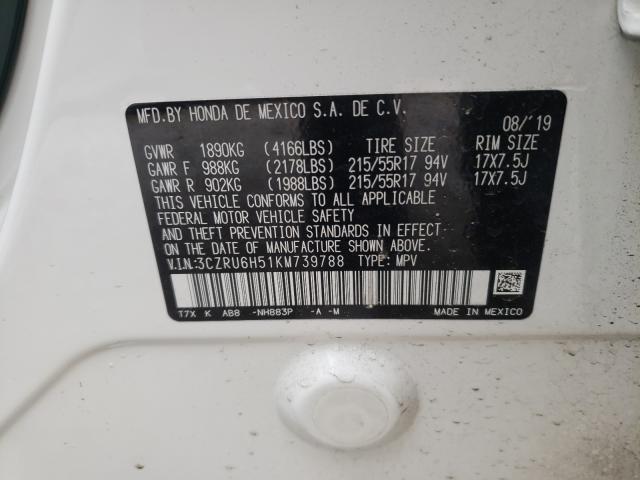 MFD.BY HONDA DE MEXICO S.A. DE C.V.
08/'19
GVWR 1890KG (4166LBS) TIRE SIZE RIM SIZE
GAWR F 988KG (2178LBS) 215/55R17 94V 17X7.5J
GAWR R 902KG (1988LBS) 215/55R17 94V 17X7.5J
THIS VEHICLE CONFORMS TO ALL APPLICABLE
FEDERAL MOTOR VEHICLE SAFETY
AND THEFT PREVENTION STANDARDS IN EFFECT
ON THE DATE OF MANUFACTURE SHOWN ABOVE.
V.I.N.:3CZRU6H51KM739788 TYPE: MPV
T7X K AB8 -NH883P -A -M MADE IN MEXICO